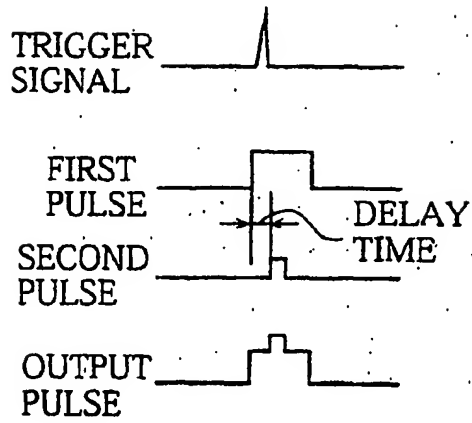 TRIGGER
SIGNAL
FIRST
PULSE
DELAY
TIME
SECOND
PULSE
OUTPUT
PULSE